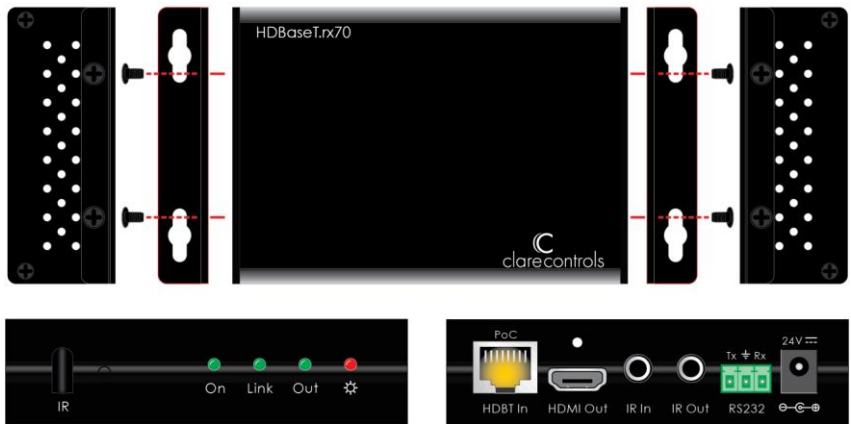 HDBaseT.rx70
clarecontrols
IR
On Link Out
PoC
Tx Rx
24V
HDBT In HDMI Out IR In IR Out RS232